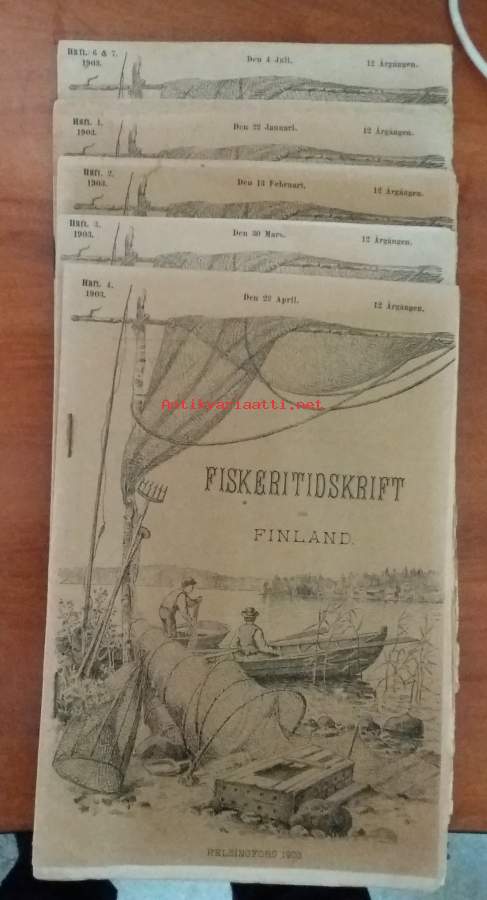 Häft. 6 & 7.
1903.
Den 4 Juli.
12 Årgången.
Häft. 1.
1903.
Den 22 Januari.
12 Årgången.
Häft. 2.
1903.
Den 13 Februari.
12 Årgången.
Häft. 3.
1903.
Den 30 Mars.
12 Årgången.
Häft. 4.
1903.
Den 22 April.
12 Årgången.
Antikvariaatti.net
FISKERITIDSKRIFT
FINLAND.
HELSINGFORS 1903